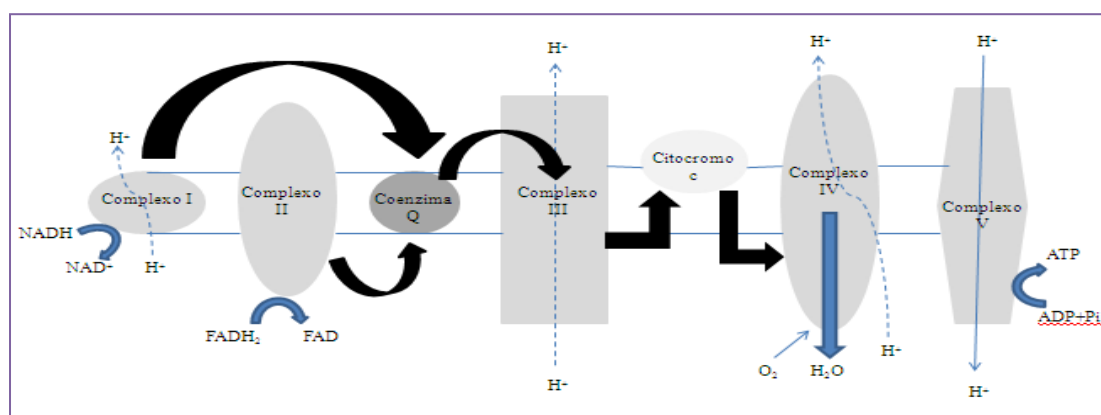 H+
Complexo I
NADH
NAD+
H+
Complexo
II
FADH₂
FAD
Coenzima
Q
H+
Complexo
III
H+
Citocromo
c
H+
Complexo
IV
O₂
H₂O
H+
H+
Complexo
V
H+
ATP
ADP+Pi